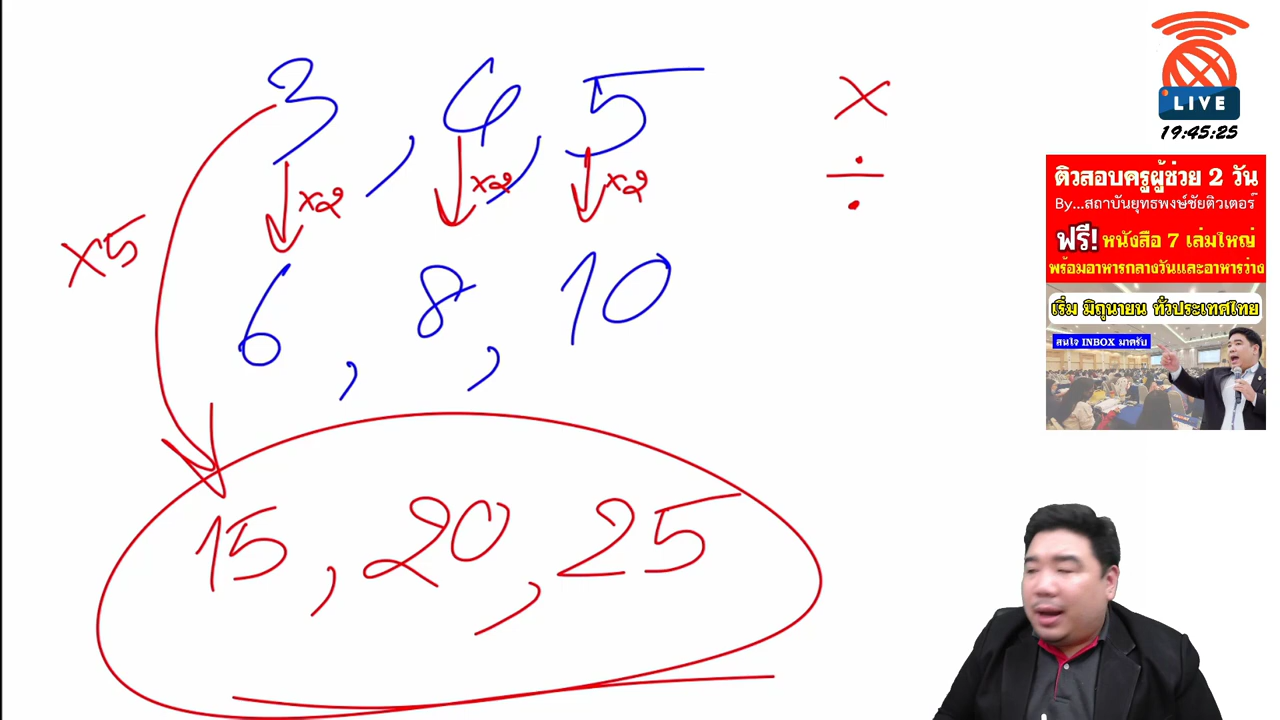 3, 4, 5
×
÷
×2 ×2 ×2
×5
6, 8, 10
15, 20, 25
LIVE
19:45:25
ติวสอบครูผู้ช่วย 2 วัน
By...สถาบันยุทธพงษ์ชัยติวเตอร์
ฟรี! หนังสือ 7 เล่มใหญ่
พร้อมอาหารกลางวันและอาหารว่าง
เริ่ม มิถุนายน ทั่วประเทศไทย
สนใจ INBOX มาครับ